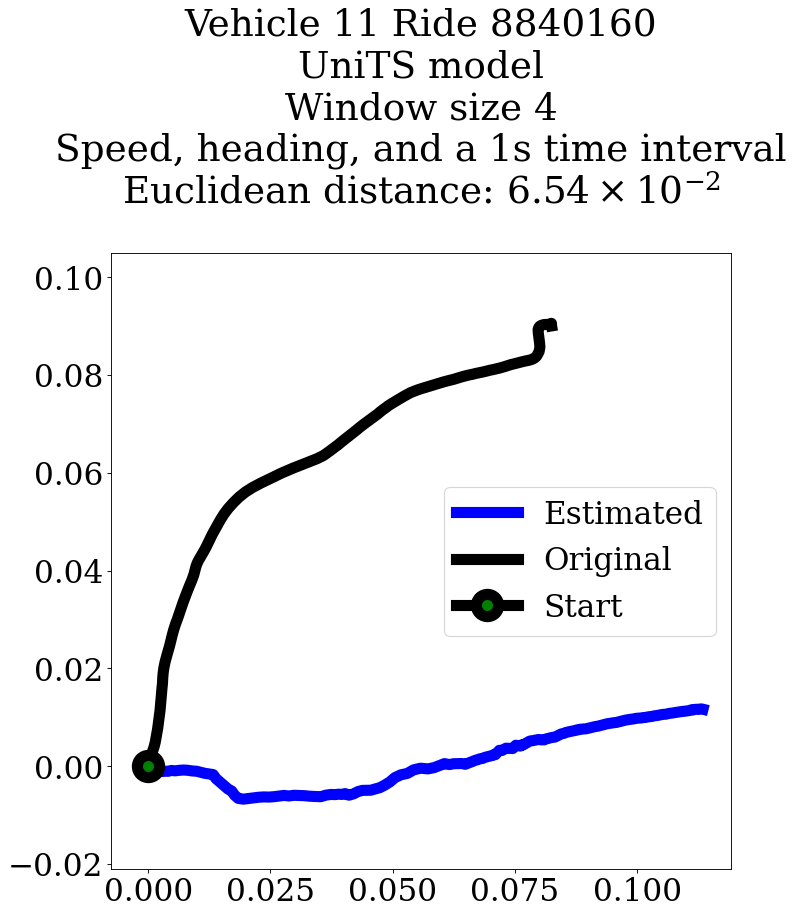 Vehicle 11 Ride 8840160
UniTS model
Window size 4
Speed, heading, and a 1s time interval
Euclidean distance: 6.54 × 10⁻²
0.10
0.08
0.06
0.04
0.02
0.00
−0.02
Estimated
Original
Start
0.000 0.025 0.050 0.075 0.100